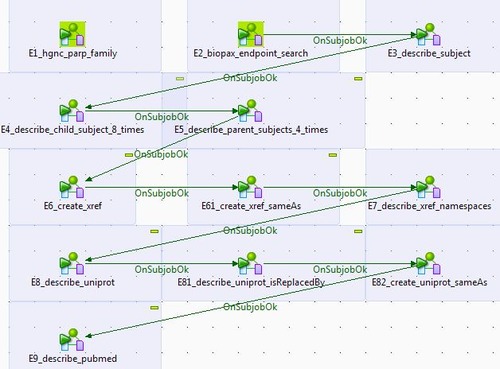 E1_hgnc_parp_family
E2_biopax_endpoint_search
OnSubjobOk
E3_describe_subject
OnSubjobOk
E4_describe_child_subject_8_times
OnSubjobOk
E5_describe_parent_subjects_4_times
OnSubjobOk
E6_create_xref
OnSubjobOk
E61_create_xref_sameAs
OnSubjobOk
E7_describe_xref_namespaces
OnSubjobOk
E8_describe_uniprot
OnSubjobOk
E81_describe_uniprot_isReplacedBy
OnSubjobOk
E82_create_uniprot_sameAs
OnSubjobOk
E9_describe_pubmed